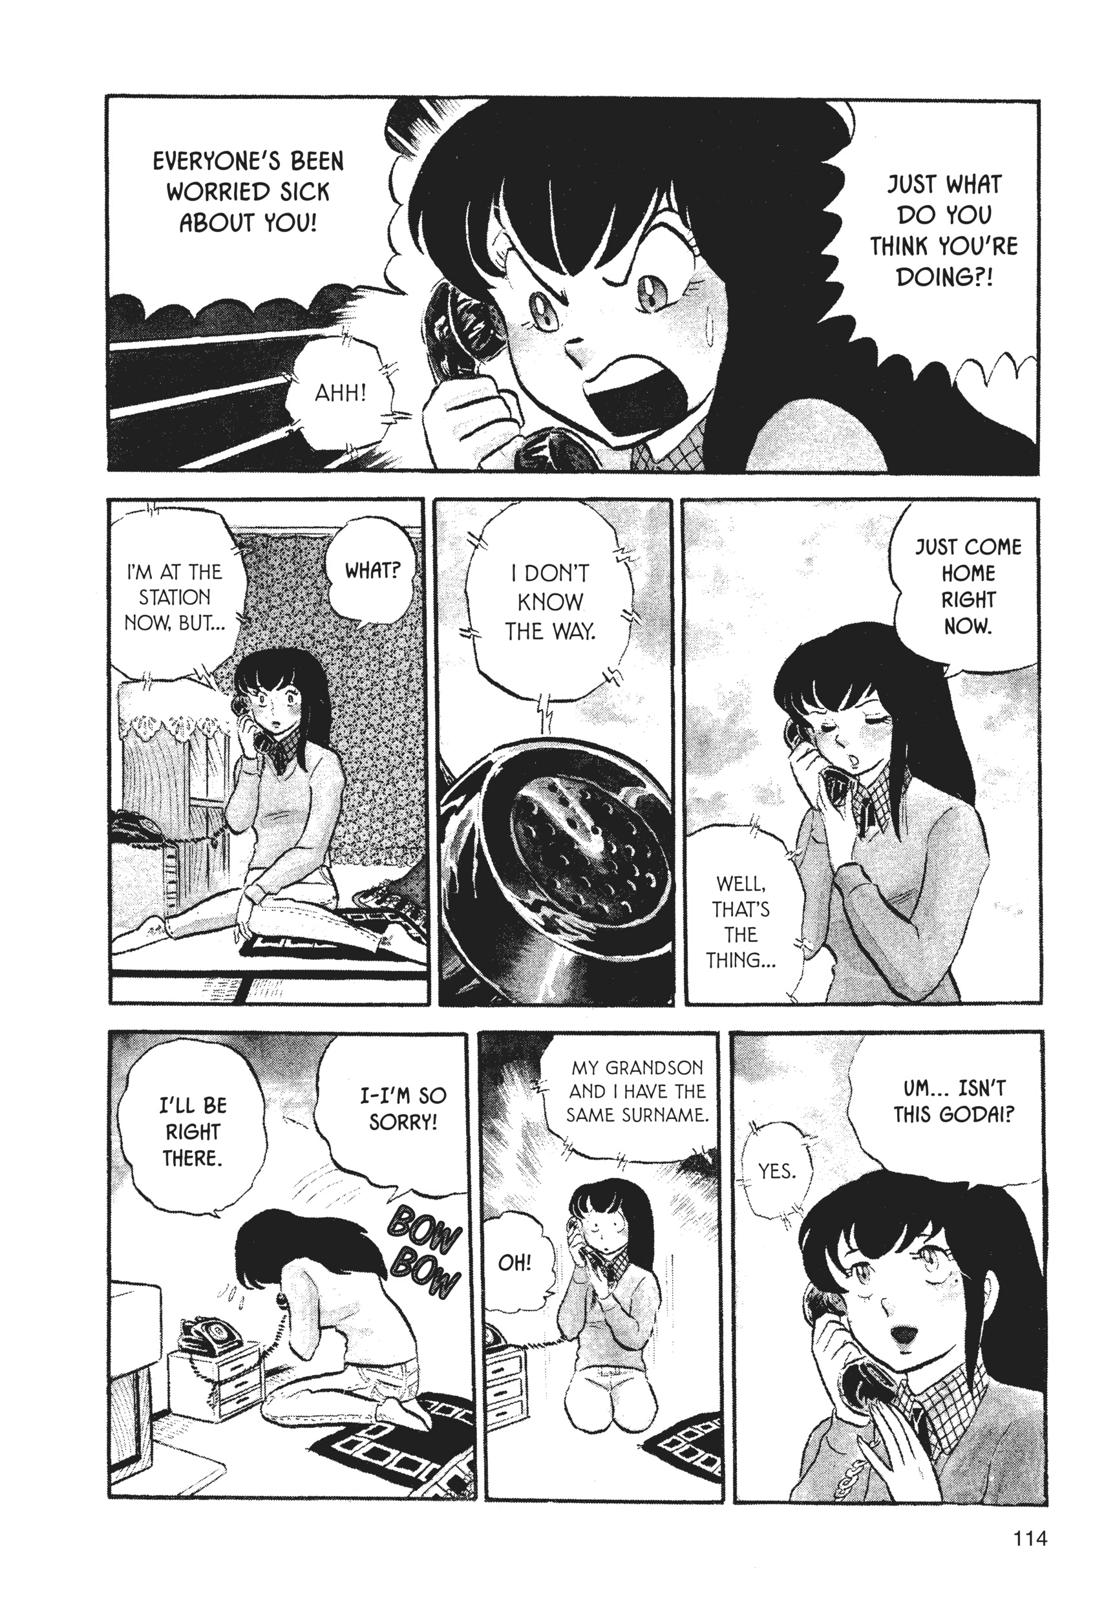 JUST WHAT
DO YOU
THINK YOU'RE
DOING?!
EVERYONE'S BEEN
WORRIED SICK
ABOUT YOU!
AHH!
JUST COME
HOME
RIGHT
NOW.
WELL,
THAT'S
THE
THING...
I DON'T
KNOW
THE WAY.
WHAT?
I'M AT THE
STATION
NOW, BUT...
UM... ISN'T
THIS GODAI?
YES.
MY GRANDSON
AND I HAVE THE
SAME SURNAME.
OH!
I-I'M SO
SORRY!
BOW
BOW
I'LL BE
RIGHT
THERE.
114